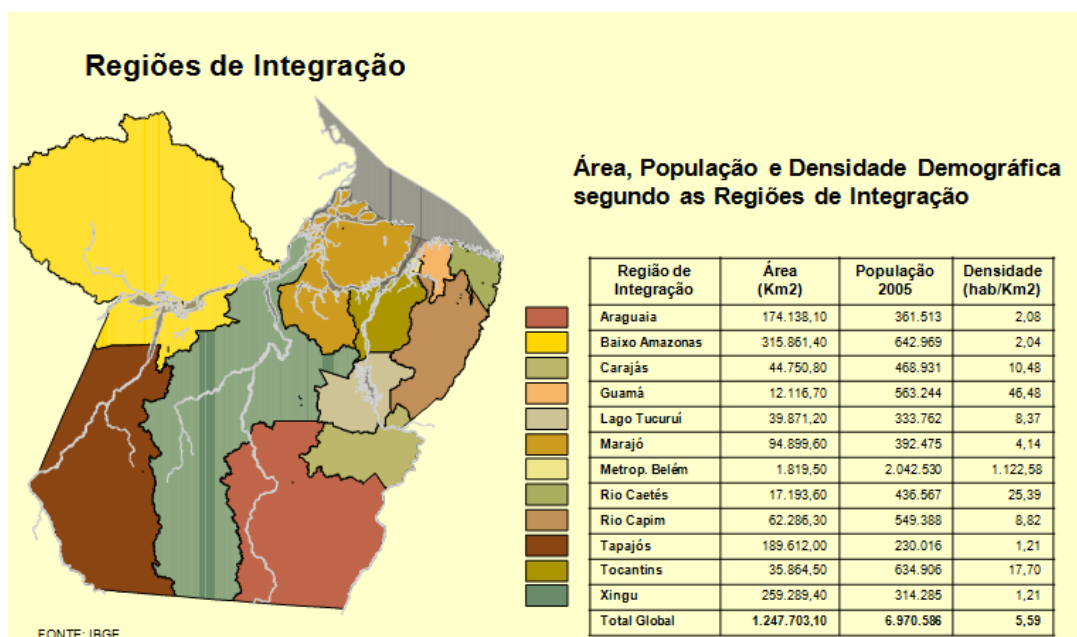 Regiões de Integração
Área, População e Densidade Demográfica
segundo as Regiões de Integração
Região de Integração Área (Km2) População 2005 Densidade (hab/Km2)
Araguaia 174.138,10 361.513 2,08
Baixo Amazonas 315.861,40 642.969 2,04
Carajás 44.750,80 468.931 10,48
Guamá 12.116,70 563.244 46,48
Lago Tucuruí 39.871,20 333.762 8,37
Marajó 94.899,60 392.475 4,14
Metrop. Belém 1.819,50 2.042.530 1.122,58
Rio Caetés 17.193,60 436.567 25,39
Rio Capim 62.286,30 549.388 8,82
Tapajós 189.612,00 230.016 1,21
Tocantins 35.864,50 634.906 17,70
Xingu 259.289,40 314.285 1,21
Total Global 1.247.703,10 6.970.586 5,59
FONTE: IBGE